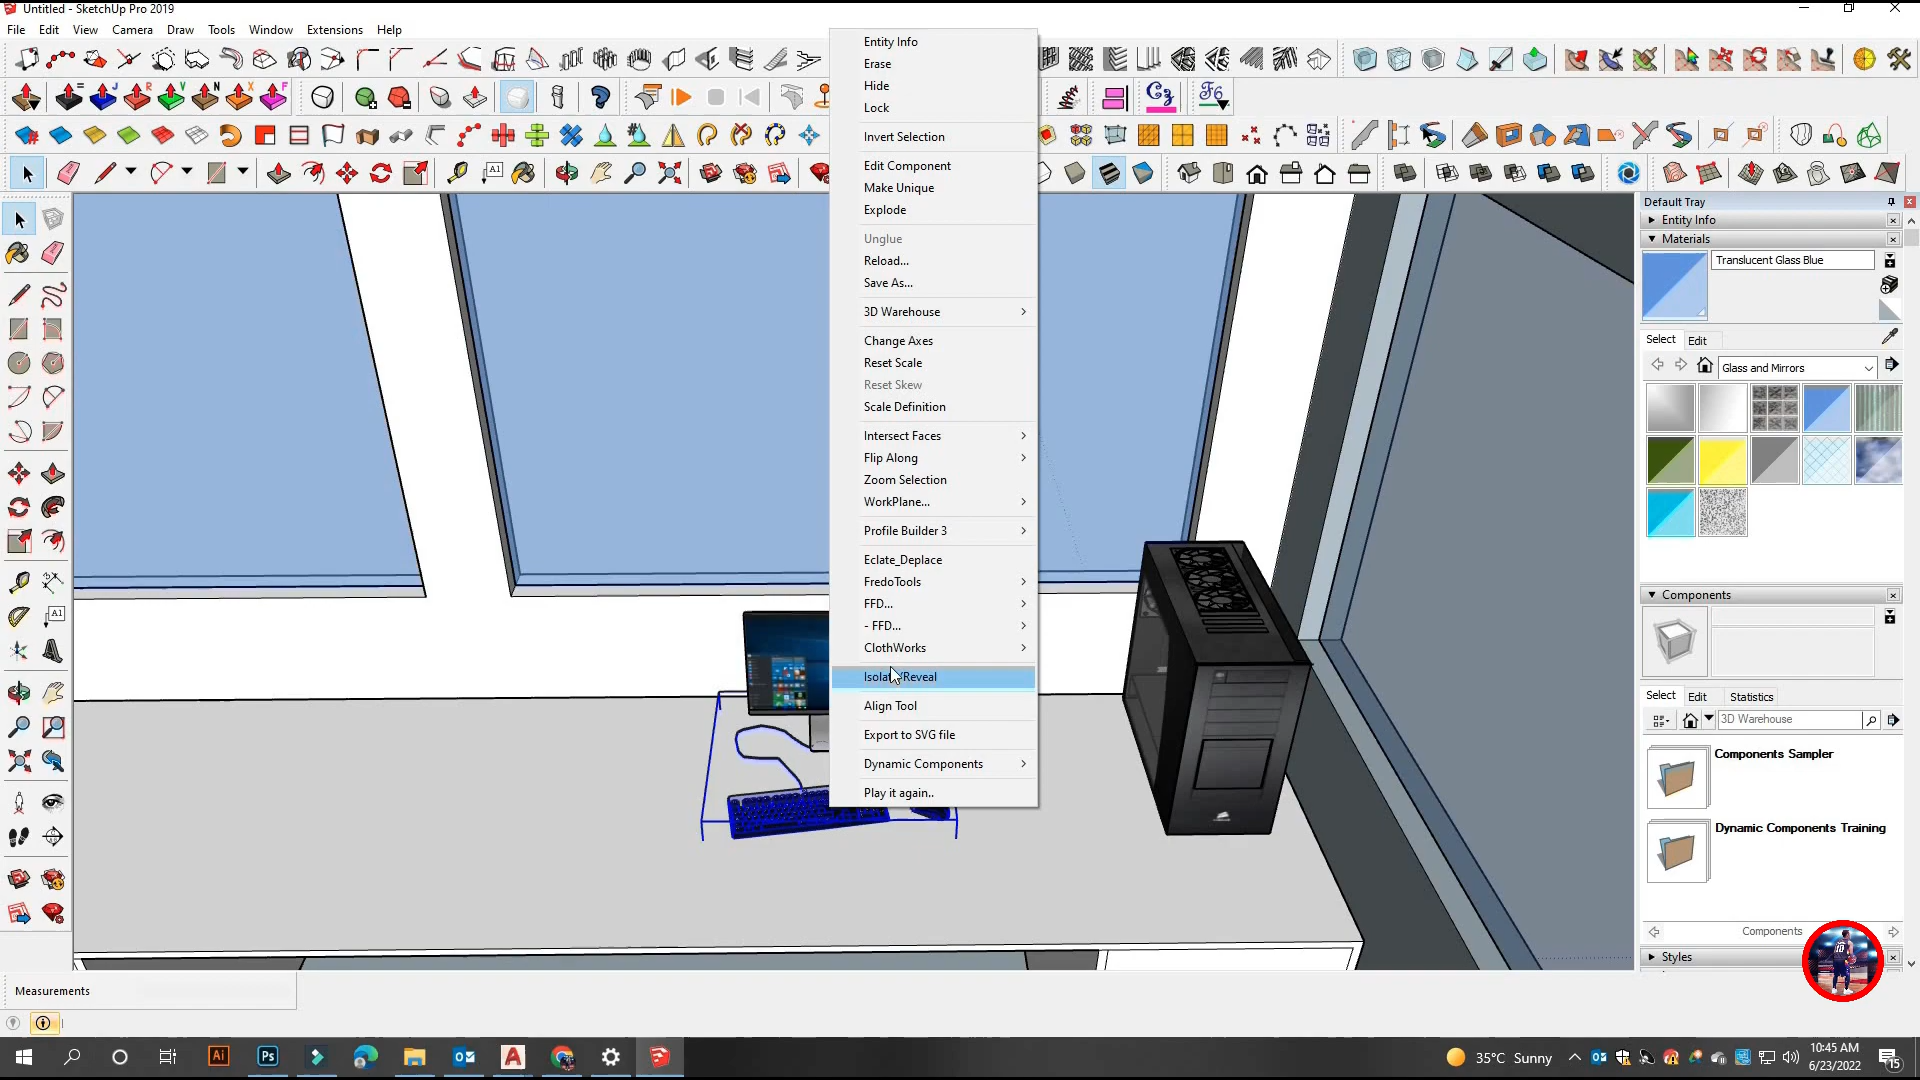 Untitled - SketchUp Pro 2019
File Edit View Camera Draw Tools Window Extensions Help
Entity Info
Erase
Hide
Lock
Invert Selection
Edit Component
Make Unique
Explode
Unglue
Reload...
Save As...
3D Warehouse
Change Axes
Reset Scale
Reset Skew
Scale Definition
Intersect Faces
Flip Along
Zoom Selection
WorkPlane...
Profile Builder 3
Eclate_Deplace
FredoTools
FFD...
- FFD...
ClothWorks
Isolate/Reveal
Align Tool
Export to SVG file
Dynamic Components
Play it again..
Default Tray
Entity Info
Materials
Translucent Glass Blue
Select Edit
Glass and Mirrors
Components
Select Edit Statistics
3D Warehouse
Components Sampler
Dynamic Components Training
Components
Styles
Measurements
35°C Sunny
10:45 AM
6/23/2022
15